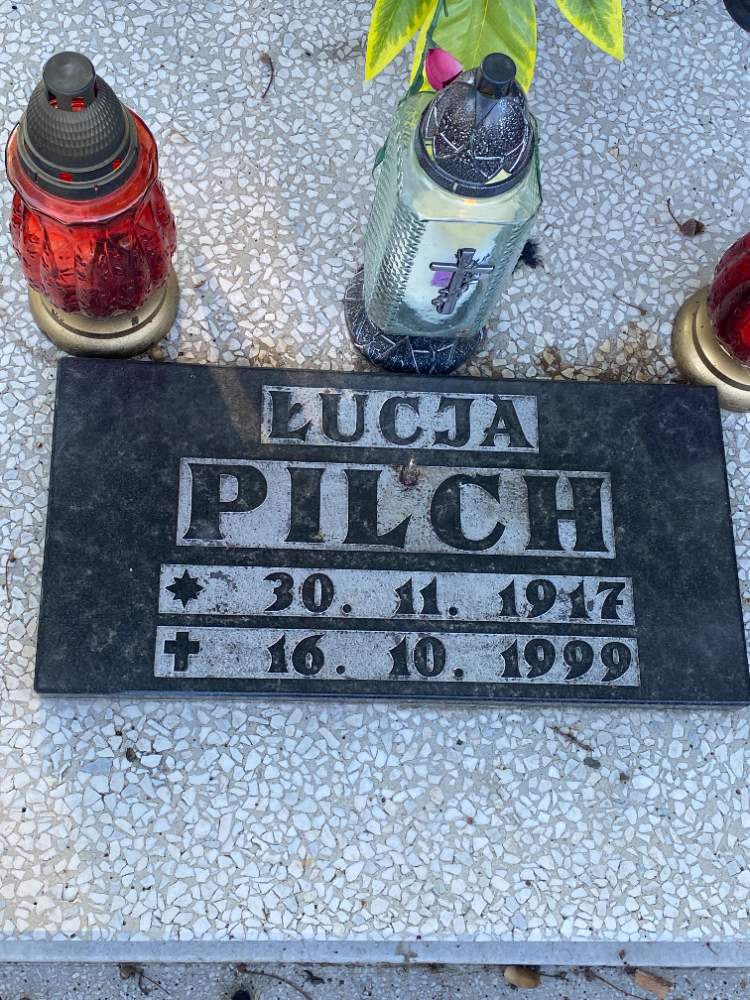 ŁUCJA
PILCH
✶ 30. 11. 1917
✝ 16. 10. 1999